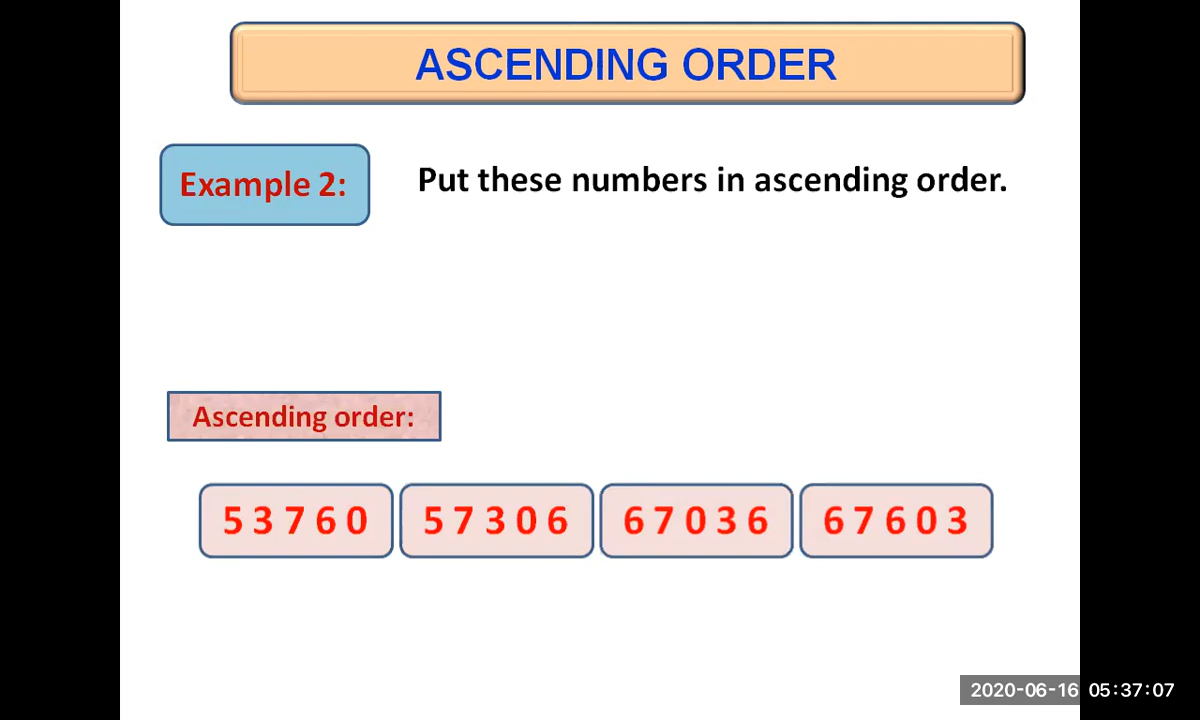 ASCENDING ORDER
Example 2:
Put these numbers in ascending order.
Ascending order:
5 3 7 6 0 5 7 3 0 6 6 7 0 3 6 6 7 6 0 3
2020-06-16 05:37:07